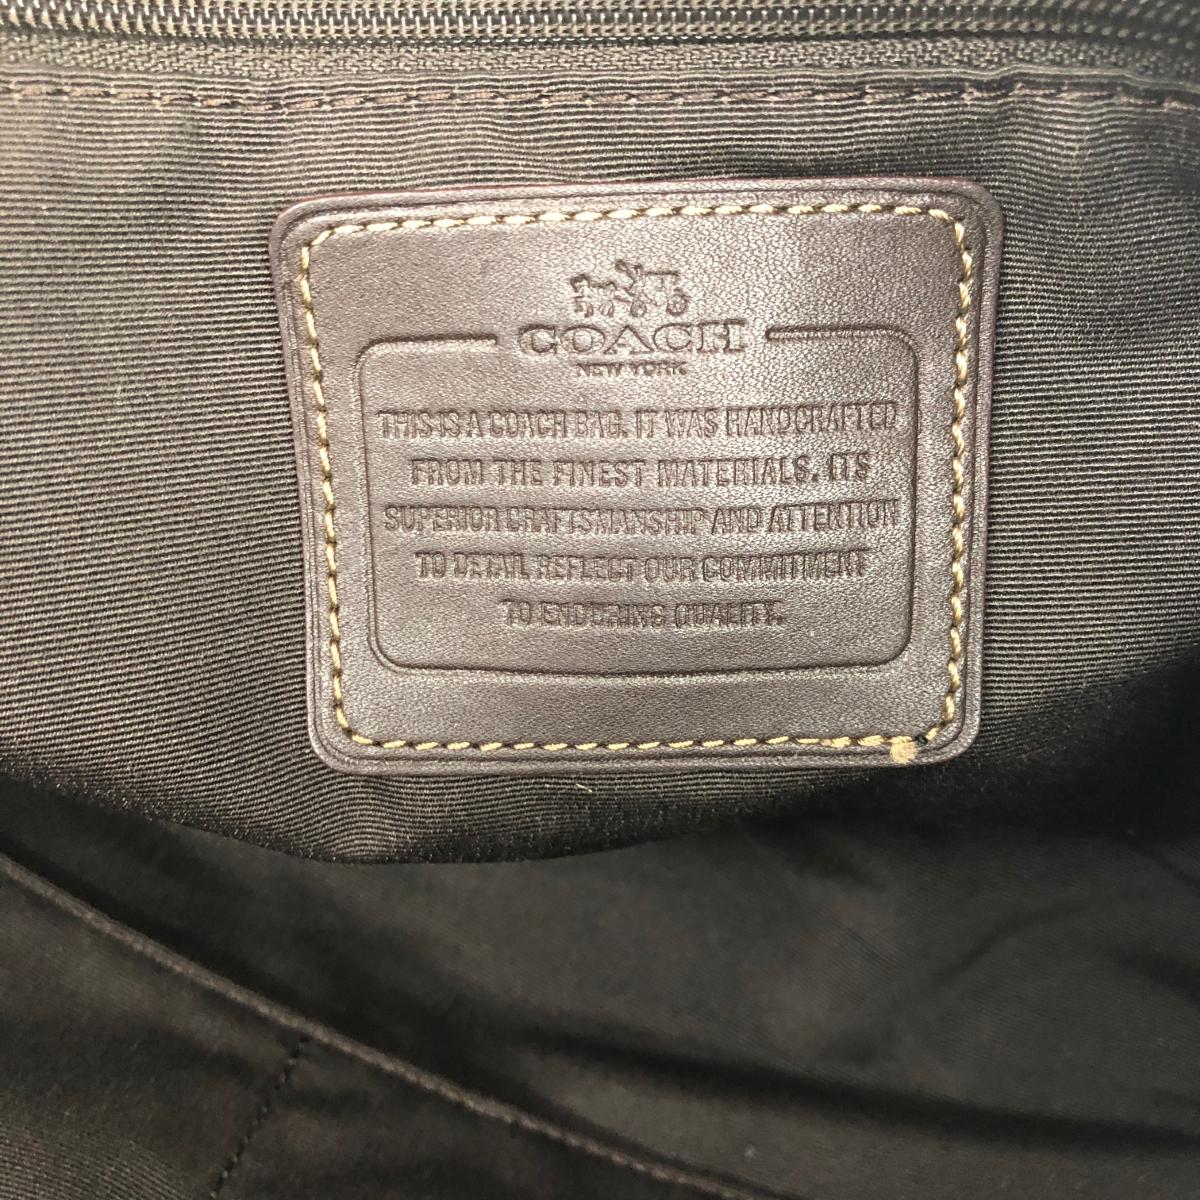 COACH
NEW YORK
THIS IS A COACH BAG. IT WAS HANDCRAFTED
FROM THE FINEST MATERIALS. ITS
SUPERIOR CRAFTSMANSHIP AND ATTENTION
TO DETAIL REFLECT OUR COMMITMENT
TO ENDURING QUALITY.